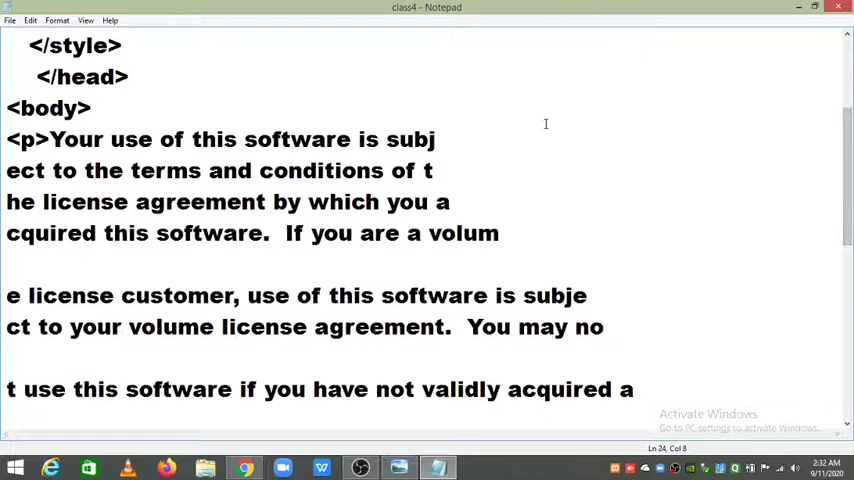 class4 - Notepad
File Edit Format View Help
</style>
</head>
<body>
<p>Your use of this software is subj
ect to the terms and conditions of t
he license agreement by which you a
cquired this software.  If you are a volum
e license customer, use of this software is subje
ct to your volume license agreement.  You may no
t use this software if you have not validly acquired a
Activate Windows
Go to PC settings to activate Windows.
Ln 24, Col 8
2:32 AM
9/11/2020